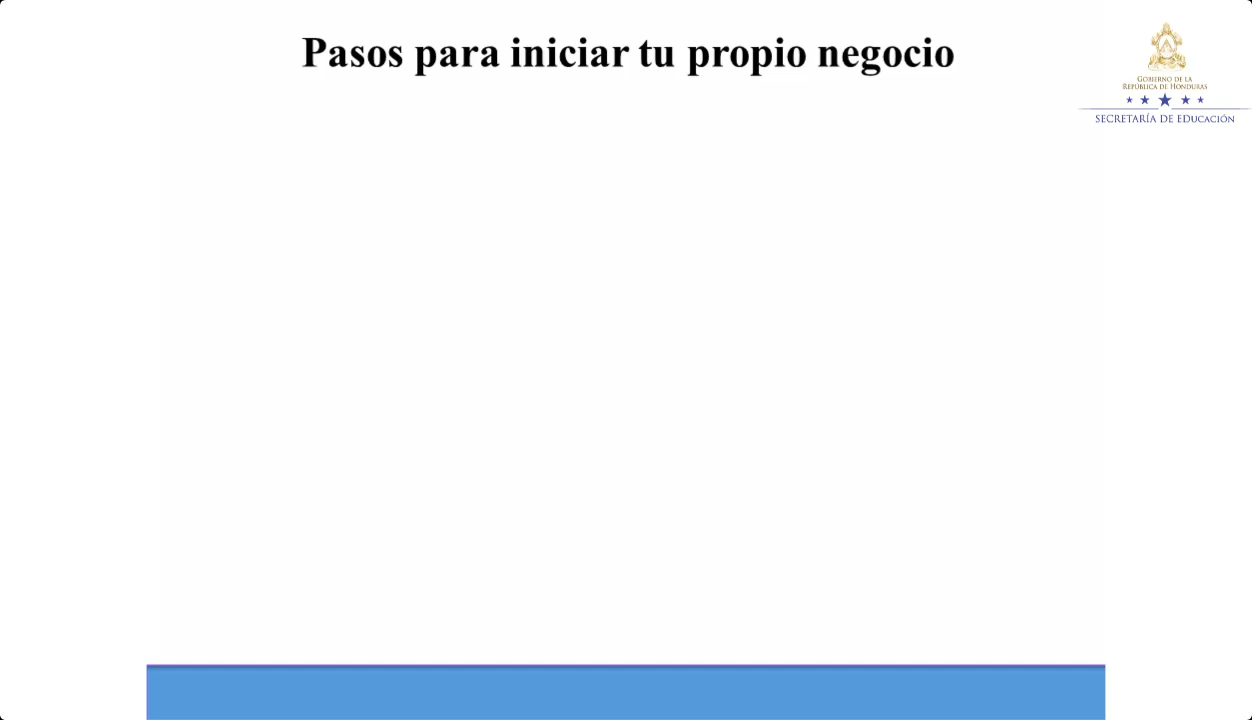 Pasos para iniciar tu propio negocio
GOBIERNO DE LA
REPÚBLICA DE HONDURAS
SECRETARÍA DE EDUCACIÓN